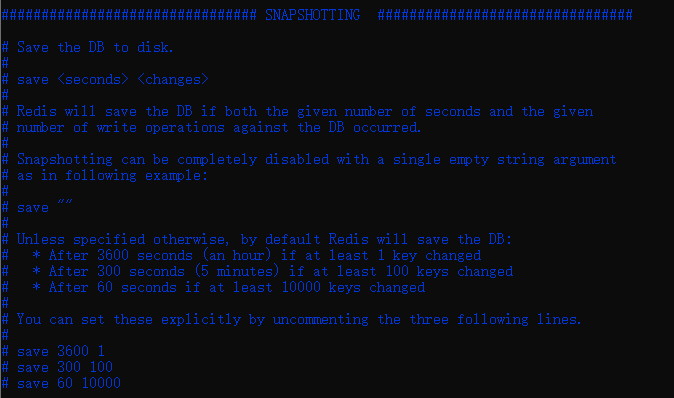 ################################ SNAPSHOTTING  ################################
# Save the DB to disk.
#
# save <seconds> <changes>
#
# Redis will save the DB if both the given number of seconds and the given
# number of write operations against the DB occurred.
#
# Snapshotting can be completely disabled with a single empty string argument
# as in following example:
#
# save ""
#
# Unless specified otherwise, by default Redis will save the DB:
#   * After 3600 seconds (an hour) if at least 1 key changed
#   * After 300 seconds (5 minutes) if at least 100 keys changed
#   * After 60 seconds if at least 10000 keys changed
#
# You can set these explicitly by uncommenting the three following lines.
#
# save 3600 1
# save 300 100
# save 60 10000